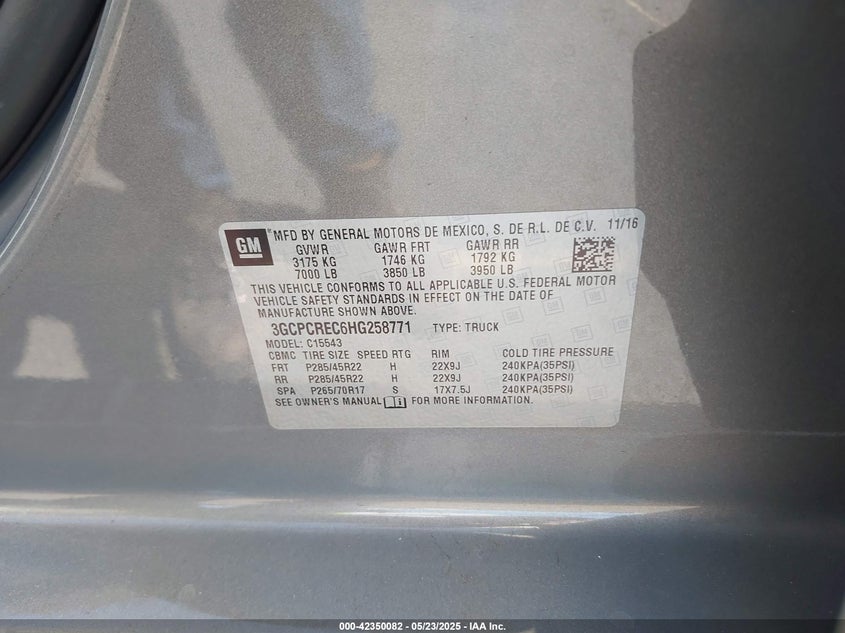 GM
® MFD BY GENERAL MOTORS DE MEXICO, S. DE R.L. DE C.V. 11/16
GVWR GAWR FRT GAWR RR
3175 KG 1746 KG 1792 KG
7000 LB 3850 LB 3950 LB
THIS VEHICLE CONFORMS TO ALL APPLICABLE U.S. FEDERAL MOTOR
VEHICLE SAFETY STANDARDS IN EFFECT ON THE DATE OF
MANUFACTURE SHOWN ABOVE.
3GCPCREC6HG258771 TYPE: TRUCK
MODEL: C15543
CBMC TIRE SIZE SPEED RTG RIM COLD TIRE PRESSURE
FRT P285/45R22 H 22X9J 240KPA(35PSI)
RR P285/45R22 H 22X9J 240KPA(35PSI)
SPA P265/70R17 S 17X7.5J 240KPA(35PSI)
SEE OWNER'S MANUAL FOR MORE INFORMATION.
000-42350082 - 05/23/2025 - IAA Inc.